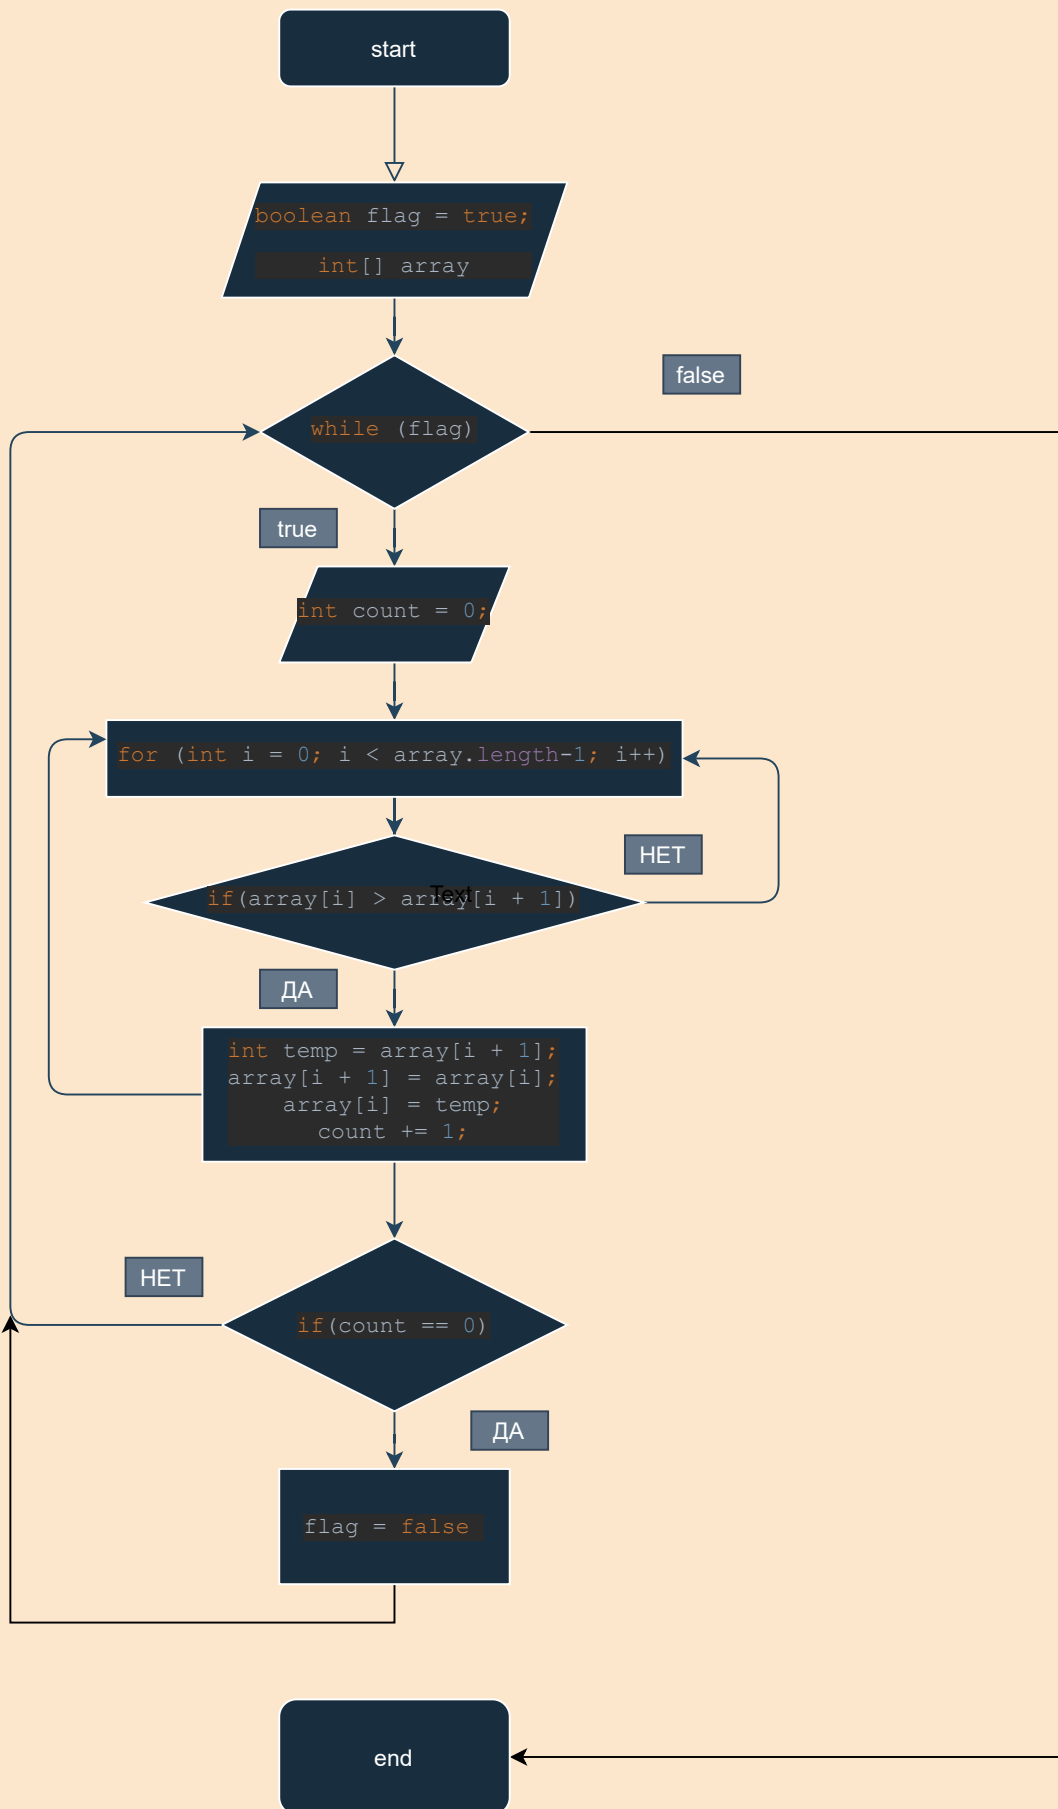 start
boolean flag = true;
int[] array
false
while (flag)
true
int count = 0;
for (int i = 0; i < array.length-1; i++)
НЕТ
if(array[i] > array[i + 1])
Text
ДА
int temp = array[i + 1];
array[i + 1] = array[i];
array[i] = temp;
count += 1;
НЕТ
if(count == 0)
ДА
flag = false
end